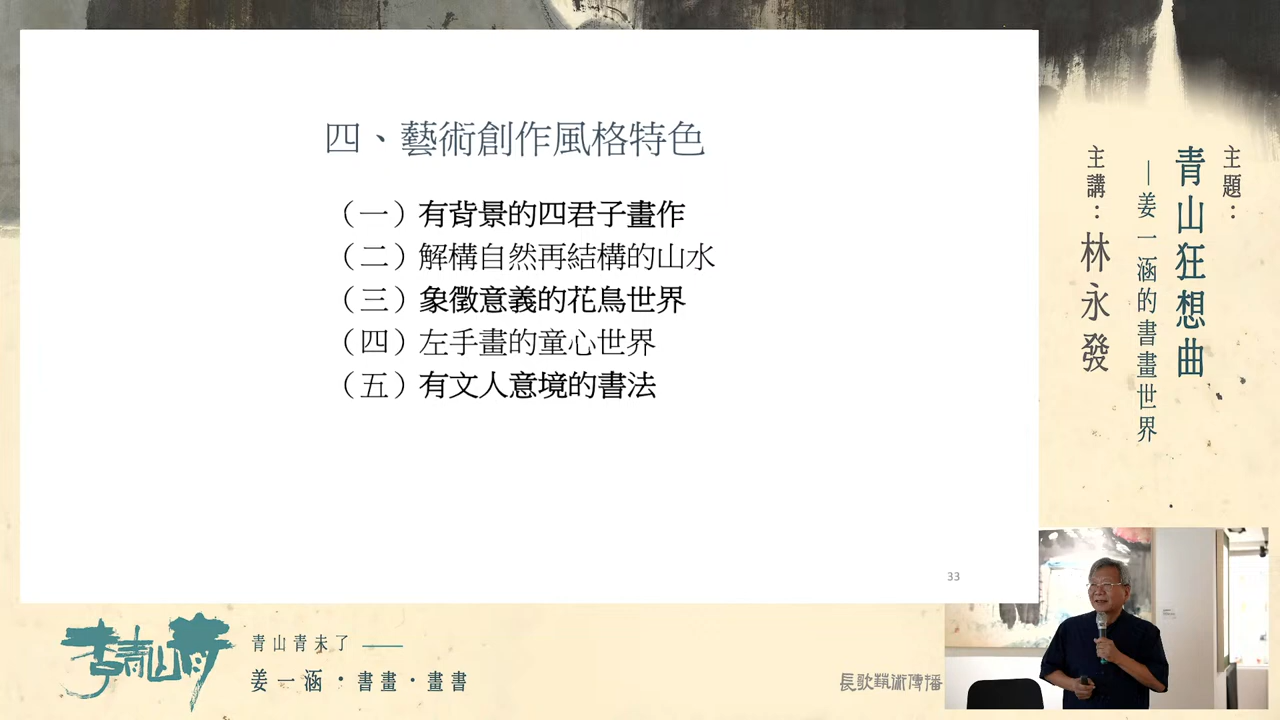 四、藝術創作風格特色
（一）有背景的四君子畫作
（二）解構自然再結構的山水
（三）象徵意義的花鳥世界
（四）左手畫的童心世界
（五）有文人意境的書法
33
主題：
青山狂想曲
—姜一涵的書畫世界
主講：林永發
青山青未了——
姜一涵・書畫・畫書
長歌藝術傳播